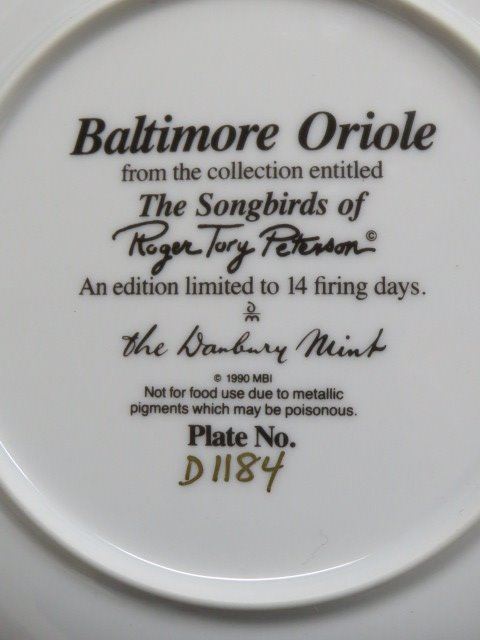 Baltimore Oriole
from the collection entitled
The Songbirds of
Roger Tory Peterson©
An edition limited to 14 firing days.
DM
the Danbury Mint
© 1990 MBI
Not for food use due to metallic
pigments which may be poisonous.
Plate No.
D1184